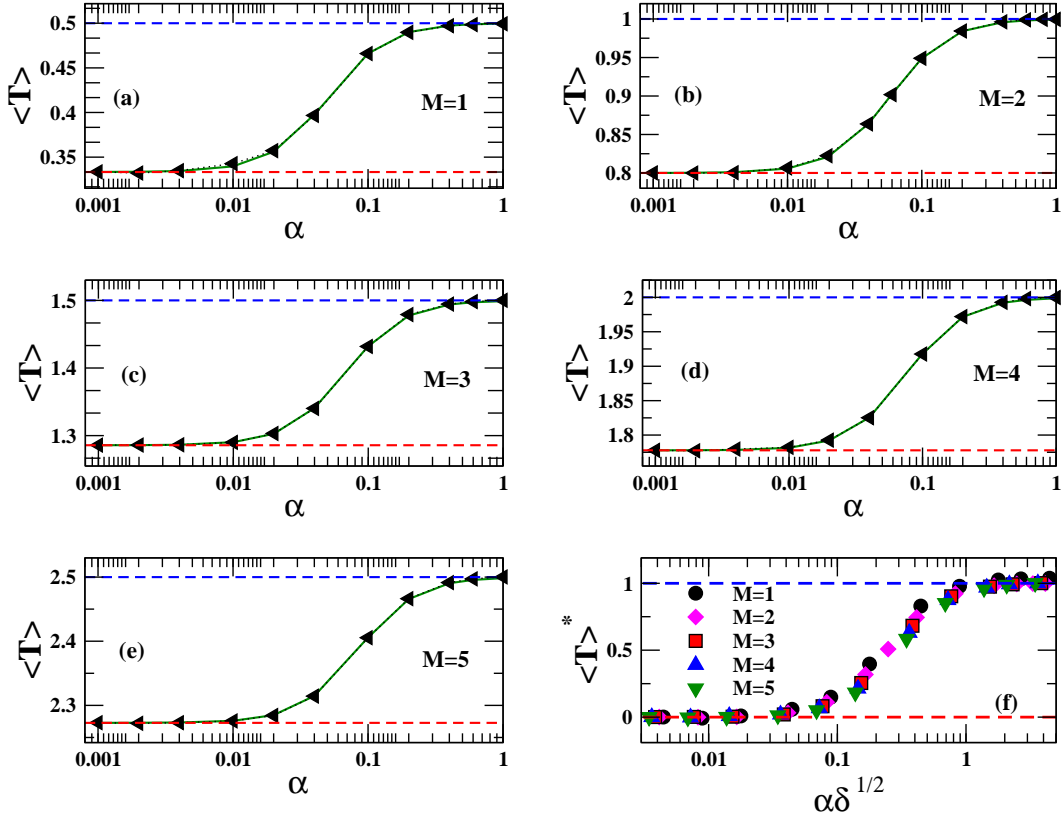 0.5
0.45
0.4
0.35
<T>
(a)
M=1
0.001 0.01 0.1 1
α
1
0.95
0.9
0.85
0.8
<T>
(b)
M=2
0.001 0.01 0.1 1
α
1.5
1.4
1.3
<T>
(c)
M=3
0.001 0.01 0.1 1
α
2
1.95
1.9
1.85
1.8
<T>
(d)
M=4
0.001 0.01 0.1 1
α
2.5
2.4
2.3
<T>
(e)
M=5
0.001 0.01 0.1 1
α
1
0.5
0
<T>*
M=1
M=2
M=3
M=4
M=5
(f)
0.01 0.1 1
αδ^1/2